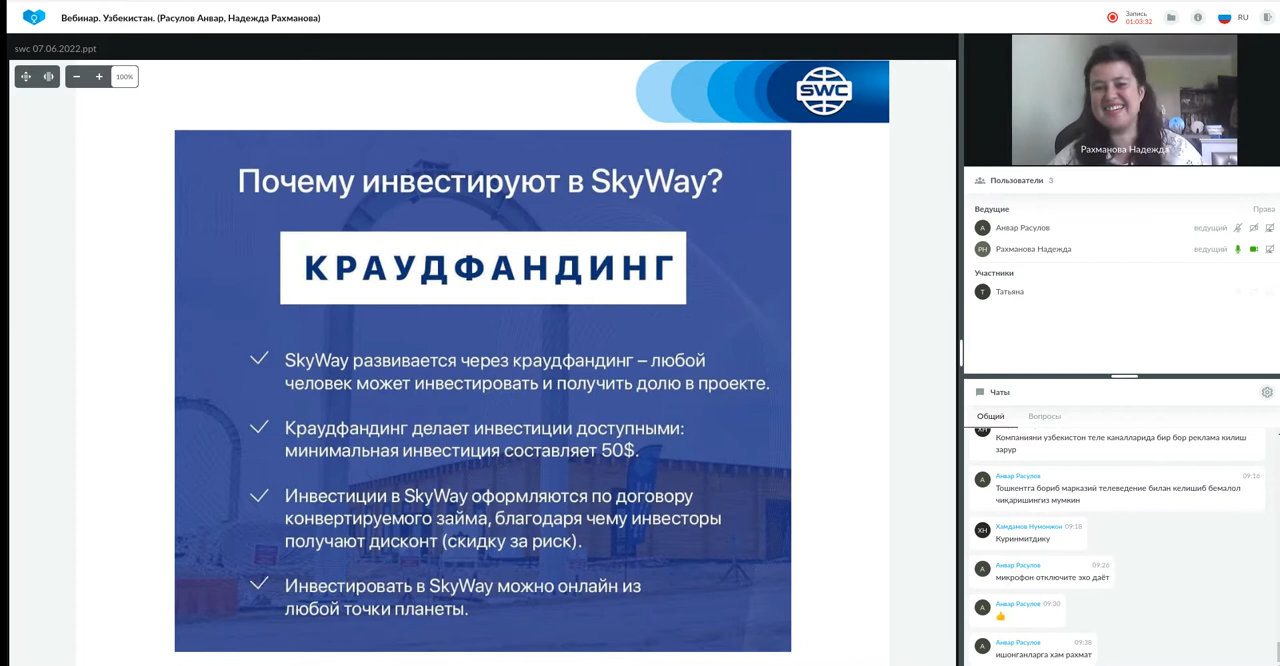 Вебинар. Узбекистан. (Расулов Анвар, Надежда Рахманова)
Запись
01:03:32
RU
swc 07.06.2022.ppt
100%
SWC
Почему инвестируют в SkyWay?
КРАУДФАНДИНГ
SkyWay развивается через краудфандинг – любой
человек может инвестировать и получить долю в проекте.
Краудфандинг делает инвестиции доступными:
минимальная инвестиция составляет 50$.
Инвестиции в SkyWay оформляются по договору
конвертируемого займа, благодаря чему инвесторы
получают дисконт (скидку за риск).
Инвестировать в SkyWay можно онлайн из
любой точки планеты.
Рахманова Надежда
Пользователи 3
Ведущие Права
А Анвар Расулов ведущий
РН Рахманова Надежда ведущий
Участники
Т Татьяна
Чаты
Общий Вопросы
ХН
Компанияни узбекистон теле каналларида бир бор реклама килиш
зарур
А Анвар Расулов 09:16
Тошкентга бориб марказий телеведение билан келишиб бемалол
чиқаришингиз мумкин
ХН Хамдамов Нумонжон 09:18
Куринмитдику
А Анвар Расулов 09:26
микрофон отключите эхо даёт
А Анвар Расулов 09:30
👍
А Анвар Расулов 09:38
ишонганларга хам рахмат